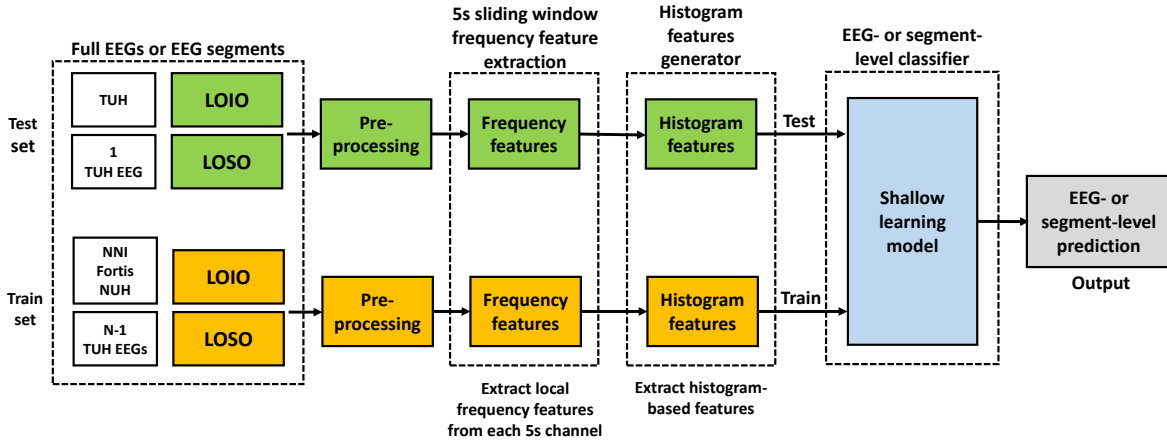 Full EEGs or EEG segments
5s sliding window
frequency feature
extraction
Histogram
features
generator
EEG- or segment-
level classifier
Test
set
TUH
LOIO
1
TUH EEG
LOSO
Pre-
processing
Frequency
features
Histogram
features
Test
Shallow
learning
model
EEG- or
segment-level
prediction
Output
Train
set
NNI
Fortis
NUH
LOIO
N-1
TUH EEGs
LOSO
Pre-
processing
Frequency
features
Histogram
features
Train
Extract local
frequency features
from each 5s channel
Extract histogram-
based features